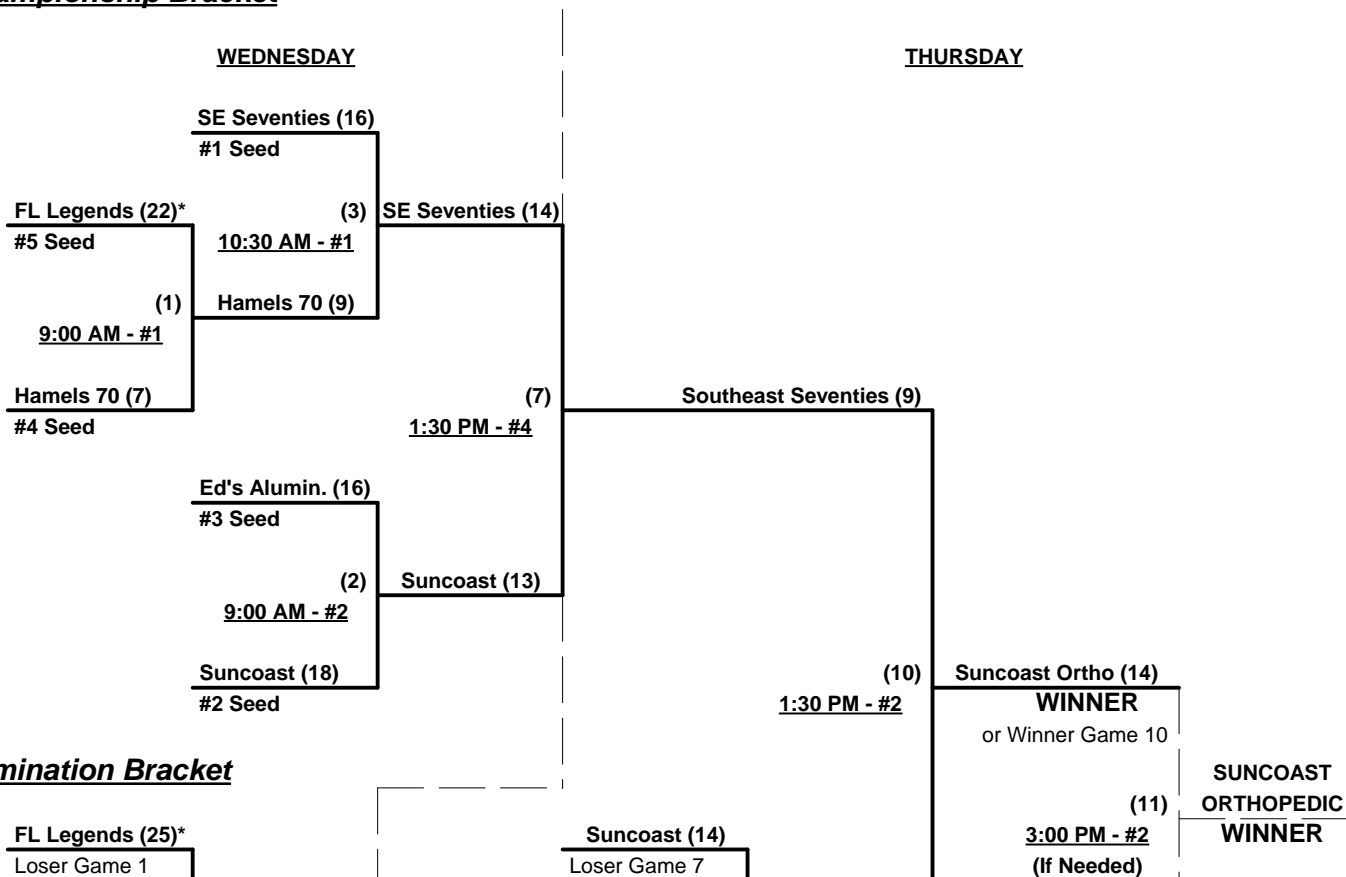 WEDNESDAY
THURSDAY
SE Seventies (16)
#1 Seed
FL Legends (22)*
#5 Seed
(3)
10:30 AM - #1
SE Seventies (14)
(1)
9:00 AM - #1
Hamels 70 (9)
Hamels 70 (7)
#4 Seed
(7)
1:30 PM - #4
Southeast Seventies (9)
Ed's Alumin. (16)
#3 Seed
(2)
9:00 AM - #2
Suncoast (13)
Suncoast (18)
#2 Seed
(10)
1:30 PM - #2
Suncoast Ortho (14)
WINNER
or Winner Game 10
Bracket
mination Bracket
SUNCOAST
ORTHOPEDIC
WINNER
(11)
3:00 PM - #2
(If Needed)
FL Legends (25)*
Loser Game 1
Suncoast (14)
Loser Game 7